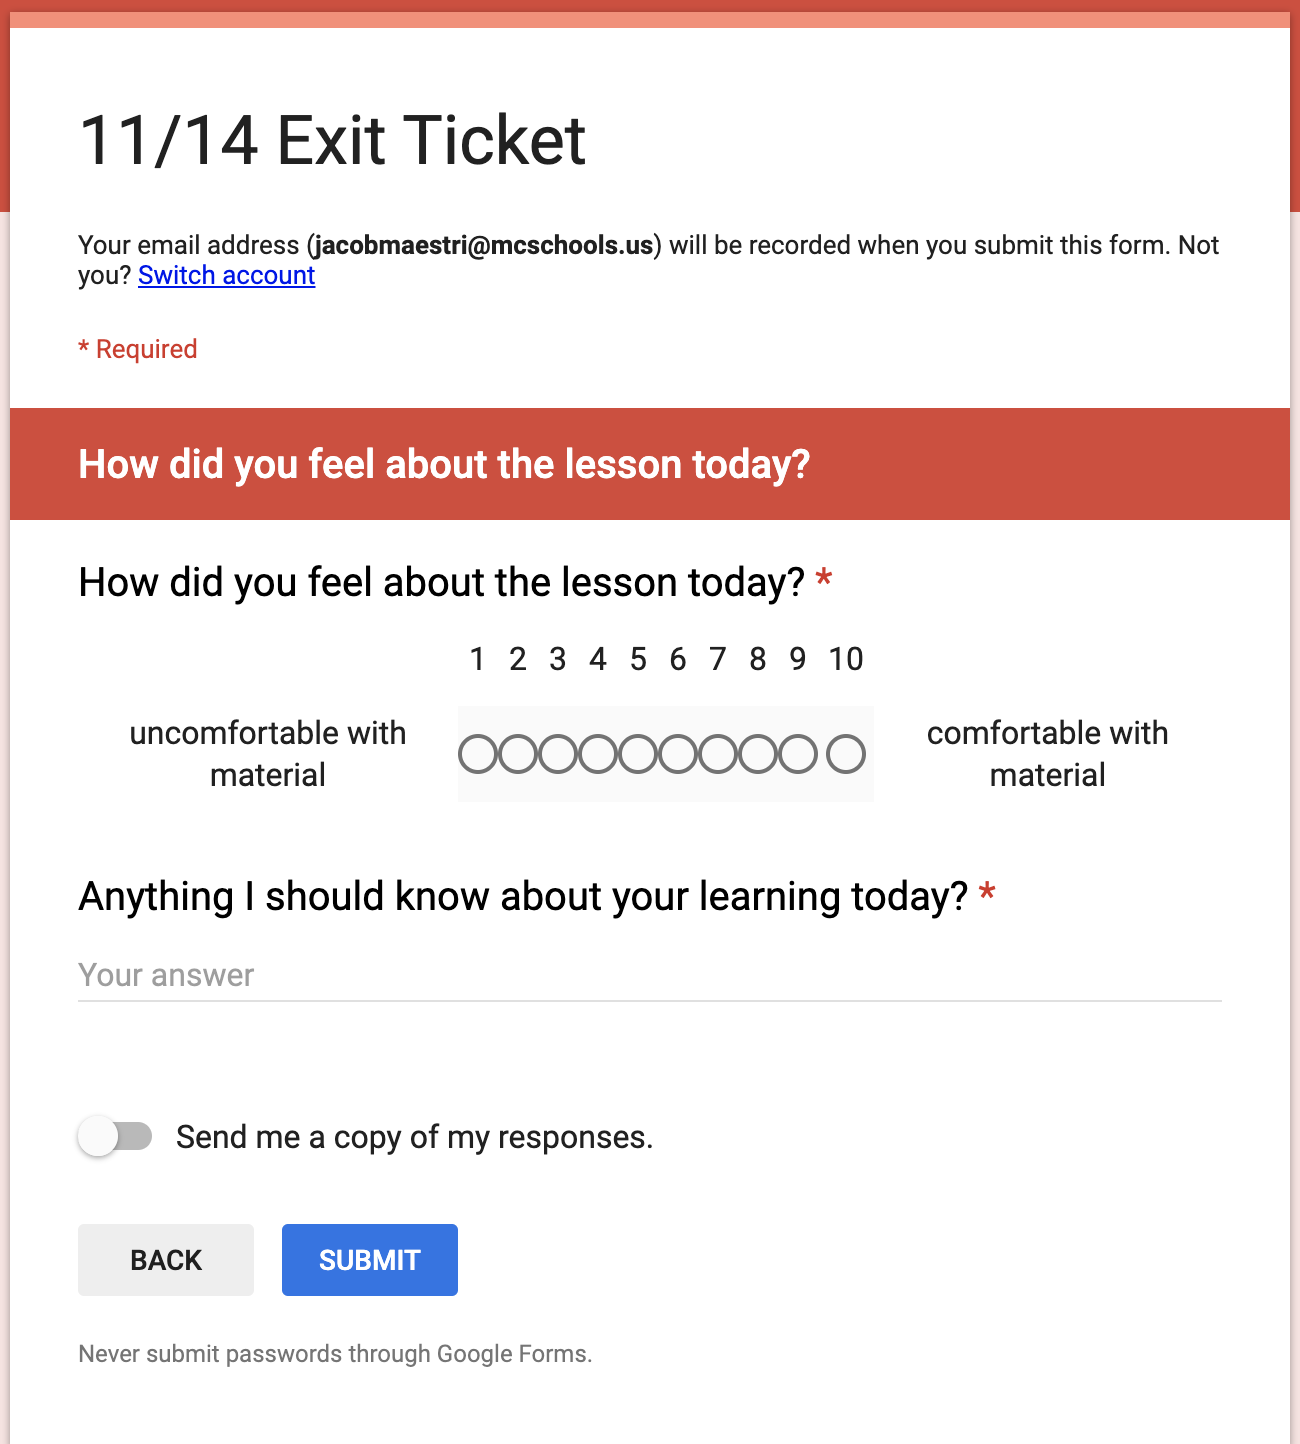 11/14 Exit Ticket
Your email address (jacobmaestri@mcschools.us) will be recorded when you submit this form. Not
you? Switch account
* Required
How did you feel about the lesson today?
How did you feel about the lesson today? *
1 2 3 4 5 6 7 8 9 10
uncomfortable with
material
comfortable with
material
Anything I should know about your learning today? *
Your answer
Send me a copy of my responses.
BACK
SUBMIT
Never submit passwords through Google Forms.